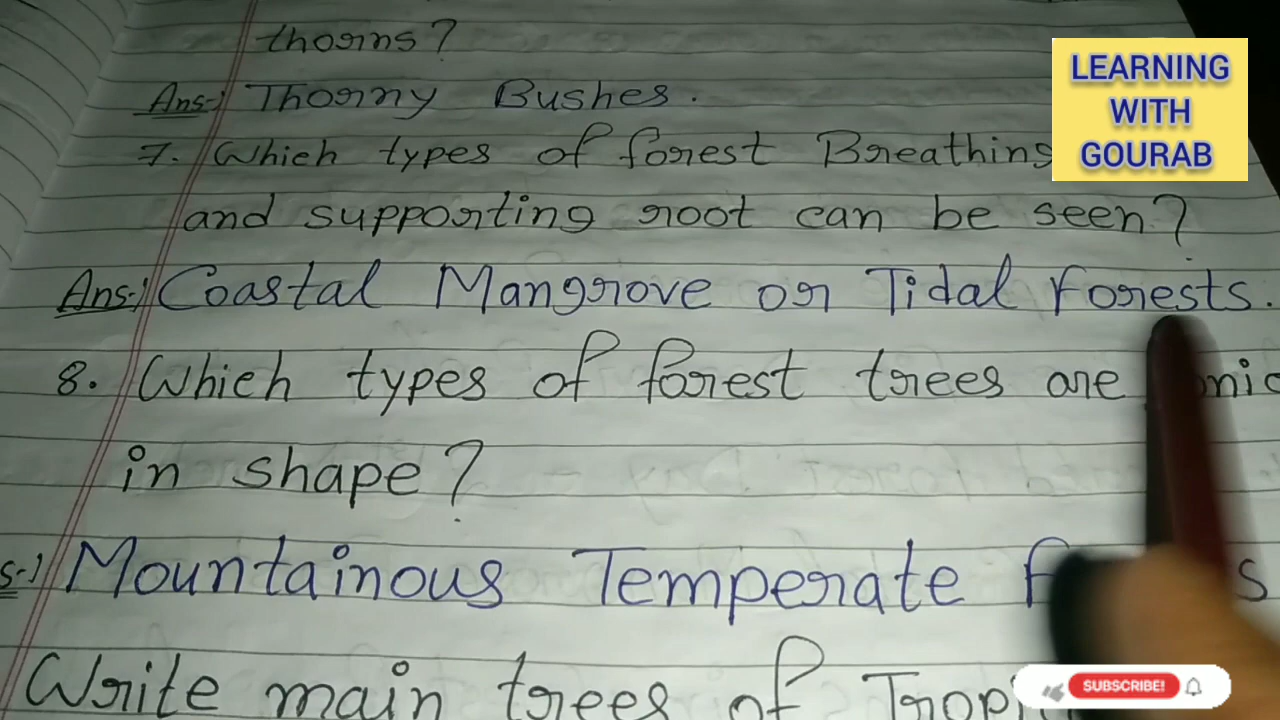 thorns?
Ans:-) Thorny Bushes.
7. Which types of forest Breathing
and supporting root can be seen?
Ans:-) Coastal Mangrove or Tidal Forests.
8. Which types of forest trees are
in shape?
Mountainous Temperate
Write main trees of
LEARNING
WITH
GOURAB
SUBSCRIBE!